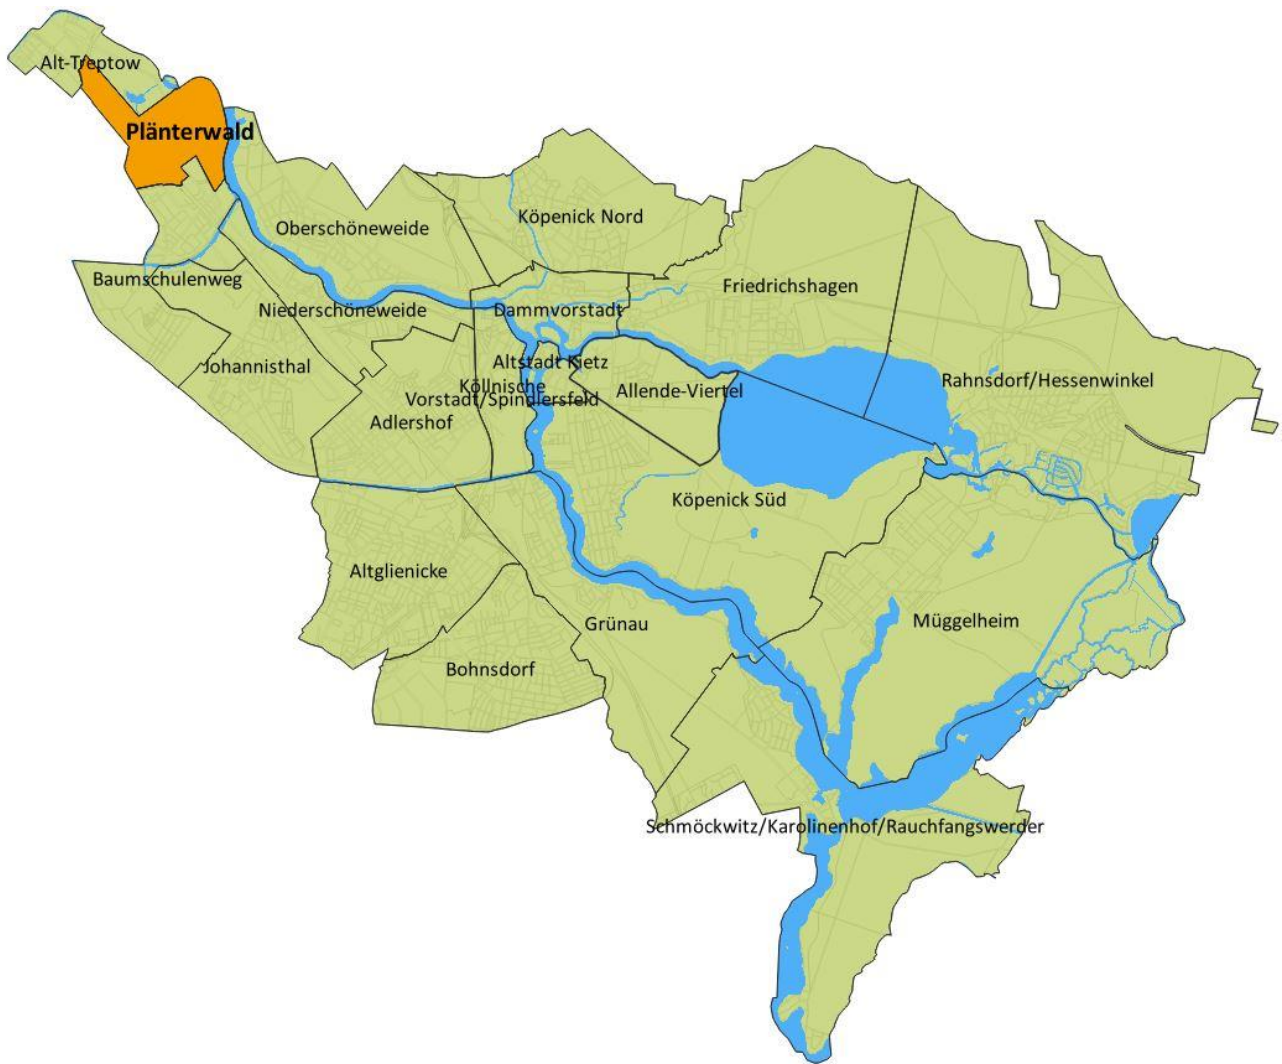 Alt-Treptow
Plänterwald
Oberschöneweide
Köpenick Nord
Baumschulenweg
Friedrichshagen
Niederschöneweide
Dammvorstadt
Johannisthal
Altstadt Kietz
Rahnsdorf/Hessenwinkel
Köllnische
Vorstadt/Spindlersfeld
Allende-Viertel
Adlershof
Köpenick Süd
Altglienicke
Grünau
Müggelheim
Bohnsdorf
Schmöckwitz/Karolinenhof/Rauchfangswerder